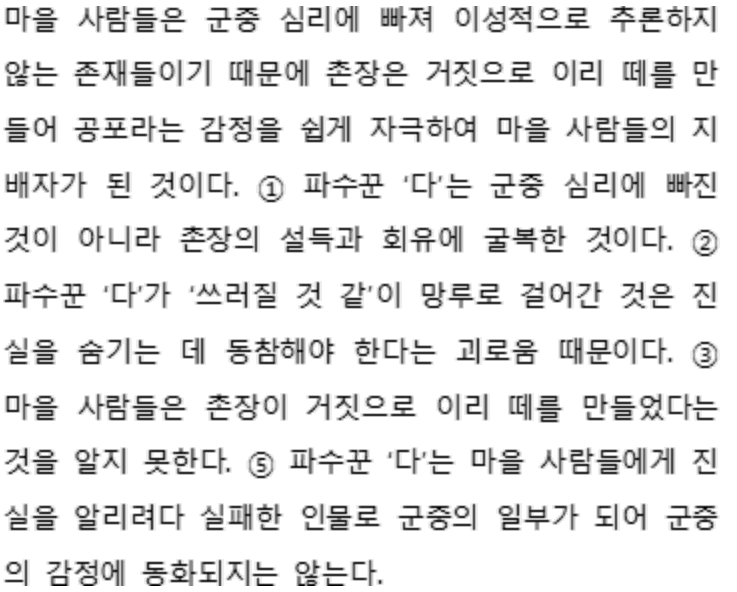 마을 사람들은 군중 심리에 빠져 이성적으로 추론하지
않는 존재들이기 때문에 촌장은 거짓으로 이리 떼를 만
들어 공포라는 감정을 쉽게 자극하여 마을 사람들의 지
배자가 된 것이다. ① 파수꾼 ‘다’는 군중 심리에 빠진
것이 아니라 촌장의 설득과 회유에 굴복한 것이다. ②
파수꾼 ‘다’가 ‘쓰러질 것 같’이 망루로 걸어간 것은 진
실을 숨기는 데 동참해야 한다는 괴로움 때문이다. ③
마을 사람들은 촌장이 거짓으로 이리 떼를 만들었다는
것을 알지 못한다. ⑤ 파수꾼 ‘다’는 마을 사람들에게 진
실을 알리려다 실패한 인물로 군중의 일부가 되어 군중
의 감정에 동화되지는 않는다.